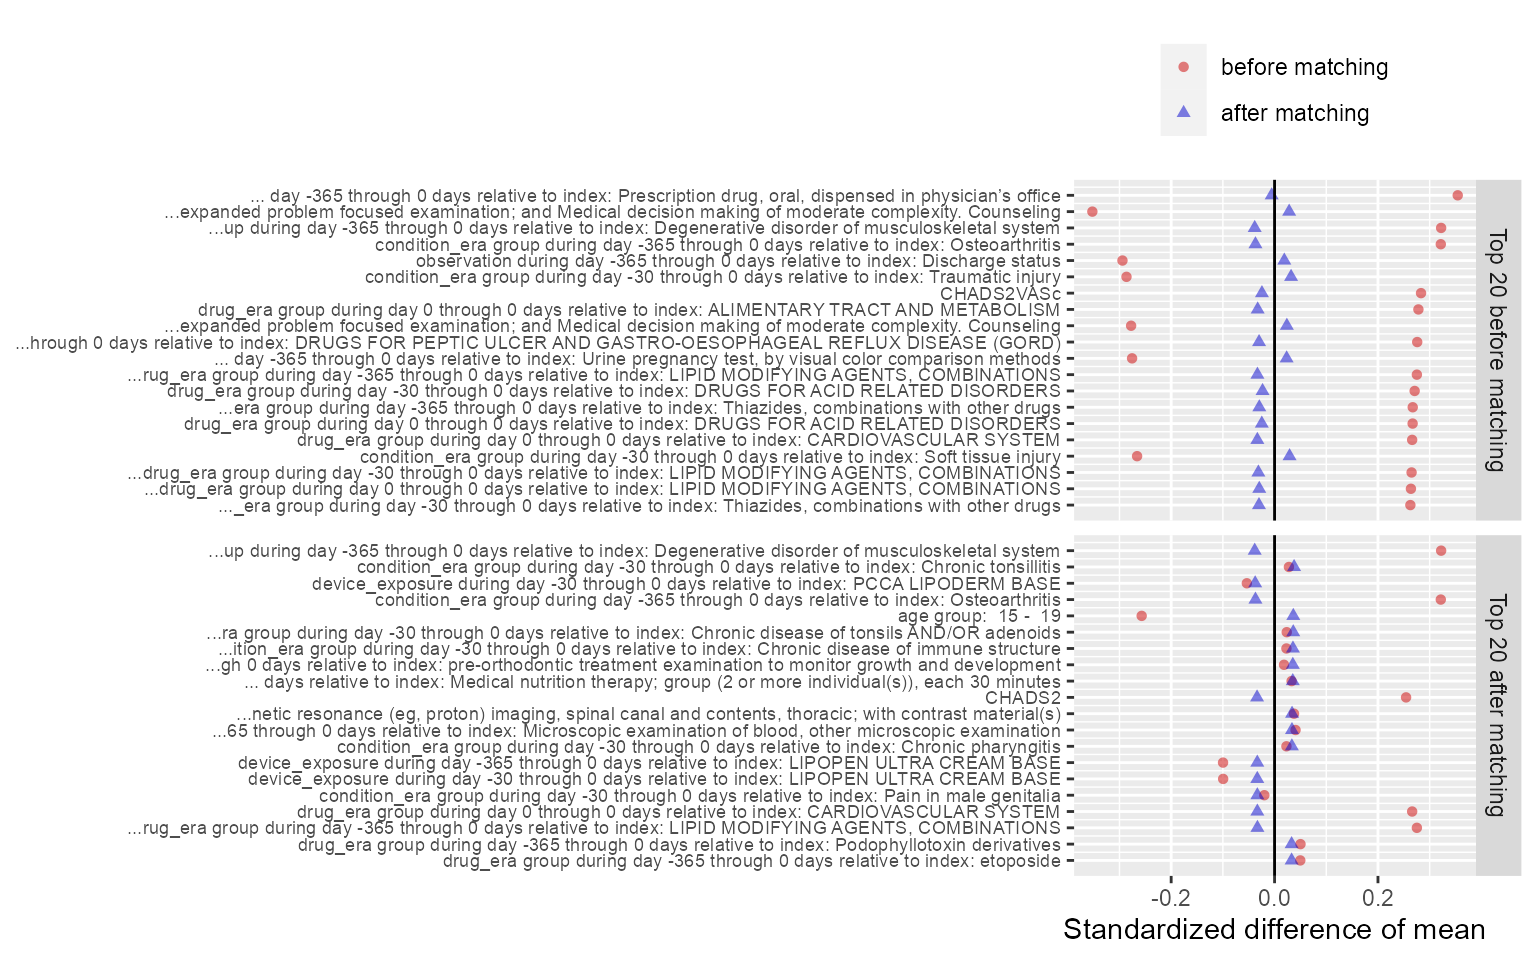 before matching
after matching
... day -365 through 0 days relative to index: Prescription drug, oral, dispensed in physician's office
...expanded problem focused examination; and Medical decision making of moderate complexity. Counseling
...up during day -365 through 0 days relative to index: Degenerative disorder of musculoskeletal system
condition_era group during day -365 through 0 days relative to index: Osteoarthritis
observation during day -365 through 0 days relative to index: Discharge status
condition_era group during day -30 through 0 days relative to index: Traumatic injury
CHADS2VASc
drug_era group during day 0 through 0 days relative to index: ALIMENTARY TRACT AND METABOLISM
...expanded problem focused examination; and Medical decision making of moderate complexity. Counseling
...hrough 0 days relative to index: DRUGS FOR PEPTIC ULCER AND GASTRO-OESOPHAGEAL REFLUX DISEASE (GORD)
... day -365 through 0 days relative to index: Urine pregnancy test, by visual color comparison methods
...rug_era group during day -365 through 0 days relative to index: LIPID MODIFYING AGENTS, COMBINATIONS
drug_era group during day -30 through 0 days relative to index: DRUGS FOR ACID RELATED DISORDERS
...era group during day -365 through 0 days relative to index: Thiazides, combinations with other drugs
drug_era group during day 0 through 0 days relative to index: DRUGS FOR ACID RELATED DISORDERS
drug_era group during day 0 through 0 days relative to index: CARDIOVASCULAR SYSTEM
condition_era group during day -30 through 0 days relative to index: Soft tissue injury
...drug_era group during day -30 through 0 days relative to index: LIPID MODIFYING AGENTS, COMBINATIONS
...drug_era group during day 0 through 0 days relative to index: LIPID MODIFYING AGENTS, COMBINATIONS
..._era group during day -30 through 0 days relative to index: Thiazides, combinations with other drugs
Top 20 before matching
...up during day -365 through 0 days relative to index: Degenerative disorder of musculoskeletal system
condition_era group during day -30 through 0 days relative to index: Chronic tonsillitis
device_exposure during day -30 through 0 days relative to index: PCCA LIPODERM BASE
condition_era group during day -365 through 0 days relative to index: Osteoarthritis
age group:  15 -  19
...ra group during day -30 through 0 days relative to index: Chronic disease of tonsils AND/OR adenoids
...ition_era group during day -30 through 0 days relative to index: Chronic disease of immune structure
...gh 0 days relative to index: pre-orthodontic treatment examination to monitor growth and development
... days relative to index: Medical nutrition therapy; group (2 or more individual(s)), each 30 minutes
CHADS2
...netic resonance (eg, proton) imaging, spinal canal and contents, thoracic; with contrast material(s)
...65 through 0 days relative to index: Microscopic examination of blood, other microscopic examination
condition_era group during day -30 through 0 days relative to index: Chronic pharyngitis
device_exposure during day -365 through 0 days relative to index: LIPOPEN ULTRA CREAM BASE
device_exposure during day -30 through 0 days relative to index: LIPOPEN ULTRA CREAM BASE
condition_era group during day -30 through 0 days relative to index: Pain in male genitalia
drug_era group during day 0 through 0 days relative to index: CARDIOVASCULAR SYSTEM
...rug_era group during day -365 through 0 days relative to index: LIPID MODIFYING AGENTS, COMBINATIONS
drug_era group during day -365 through 0 days relative to index: Podophyllotoxin derivatives
drug_era group during day -365 through 0 days relative to index: etoposide
Top 20 after matching
-0.2 0.0 0.2
Standardized difference of mean